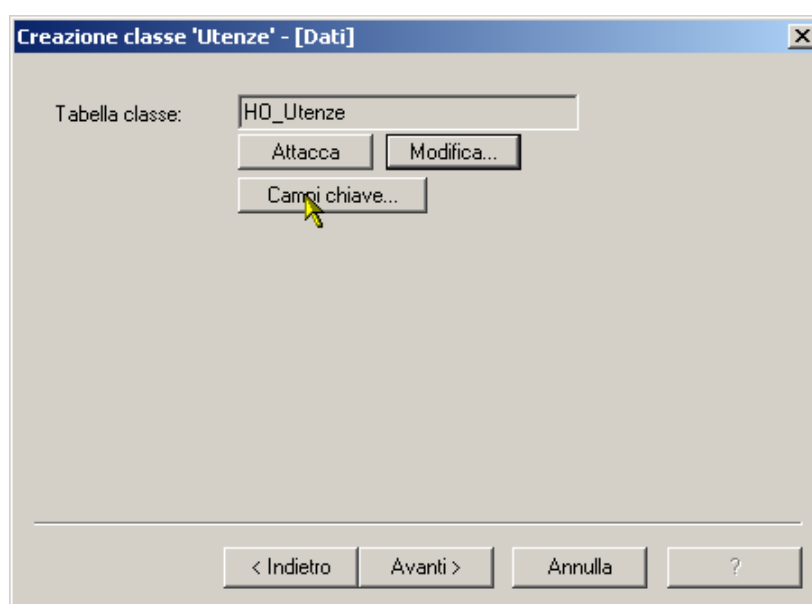 Creazione classe 'Utenze' - [Dati]
Tabella classe: HO_Utenze
Attacca Modifica...
Campi chiave...
< Indietro Avanti > Annulla ?